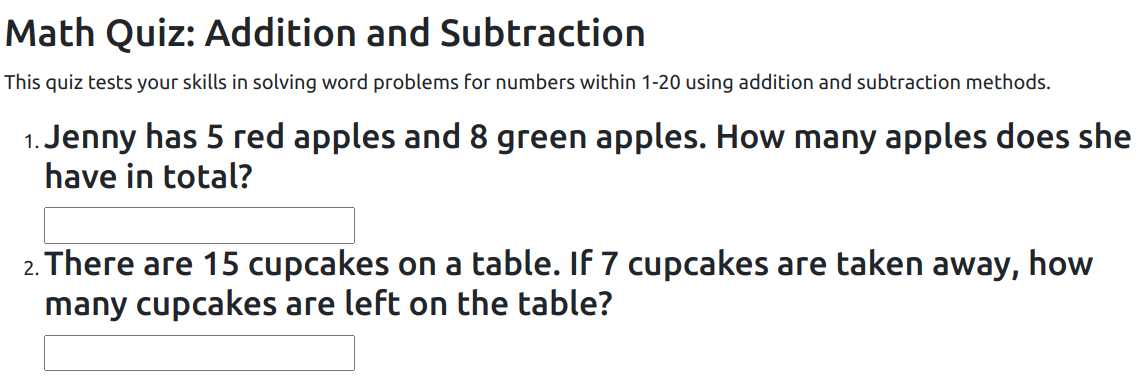 Math Quiz: Addition and Subtraction
This quiz tests your skills in solving word problems for numbers within 1-20 using addition and subtraction methods.
1. Jenny has 5 red apples and 8 green apples. How many apples does she
have in total?
2. There are 15 cupcakes on a table. If 7 cupcakes are taken away, how
many cupcakes are left on the table?